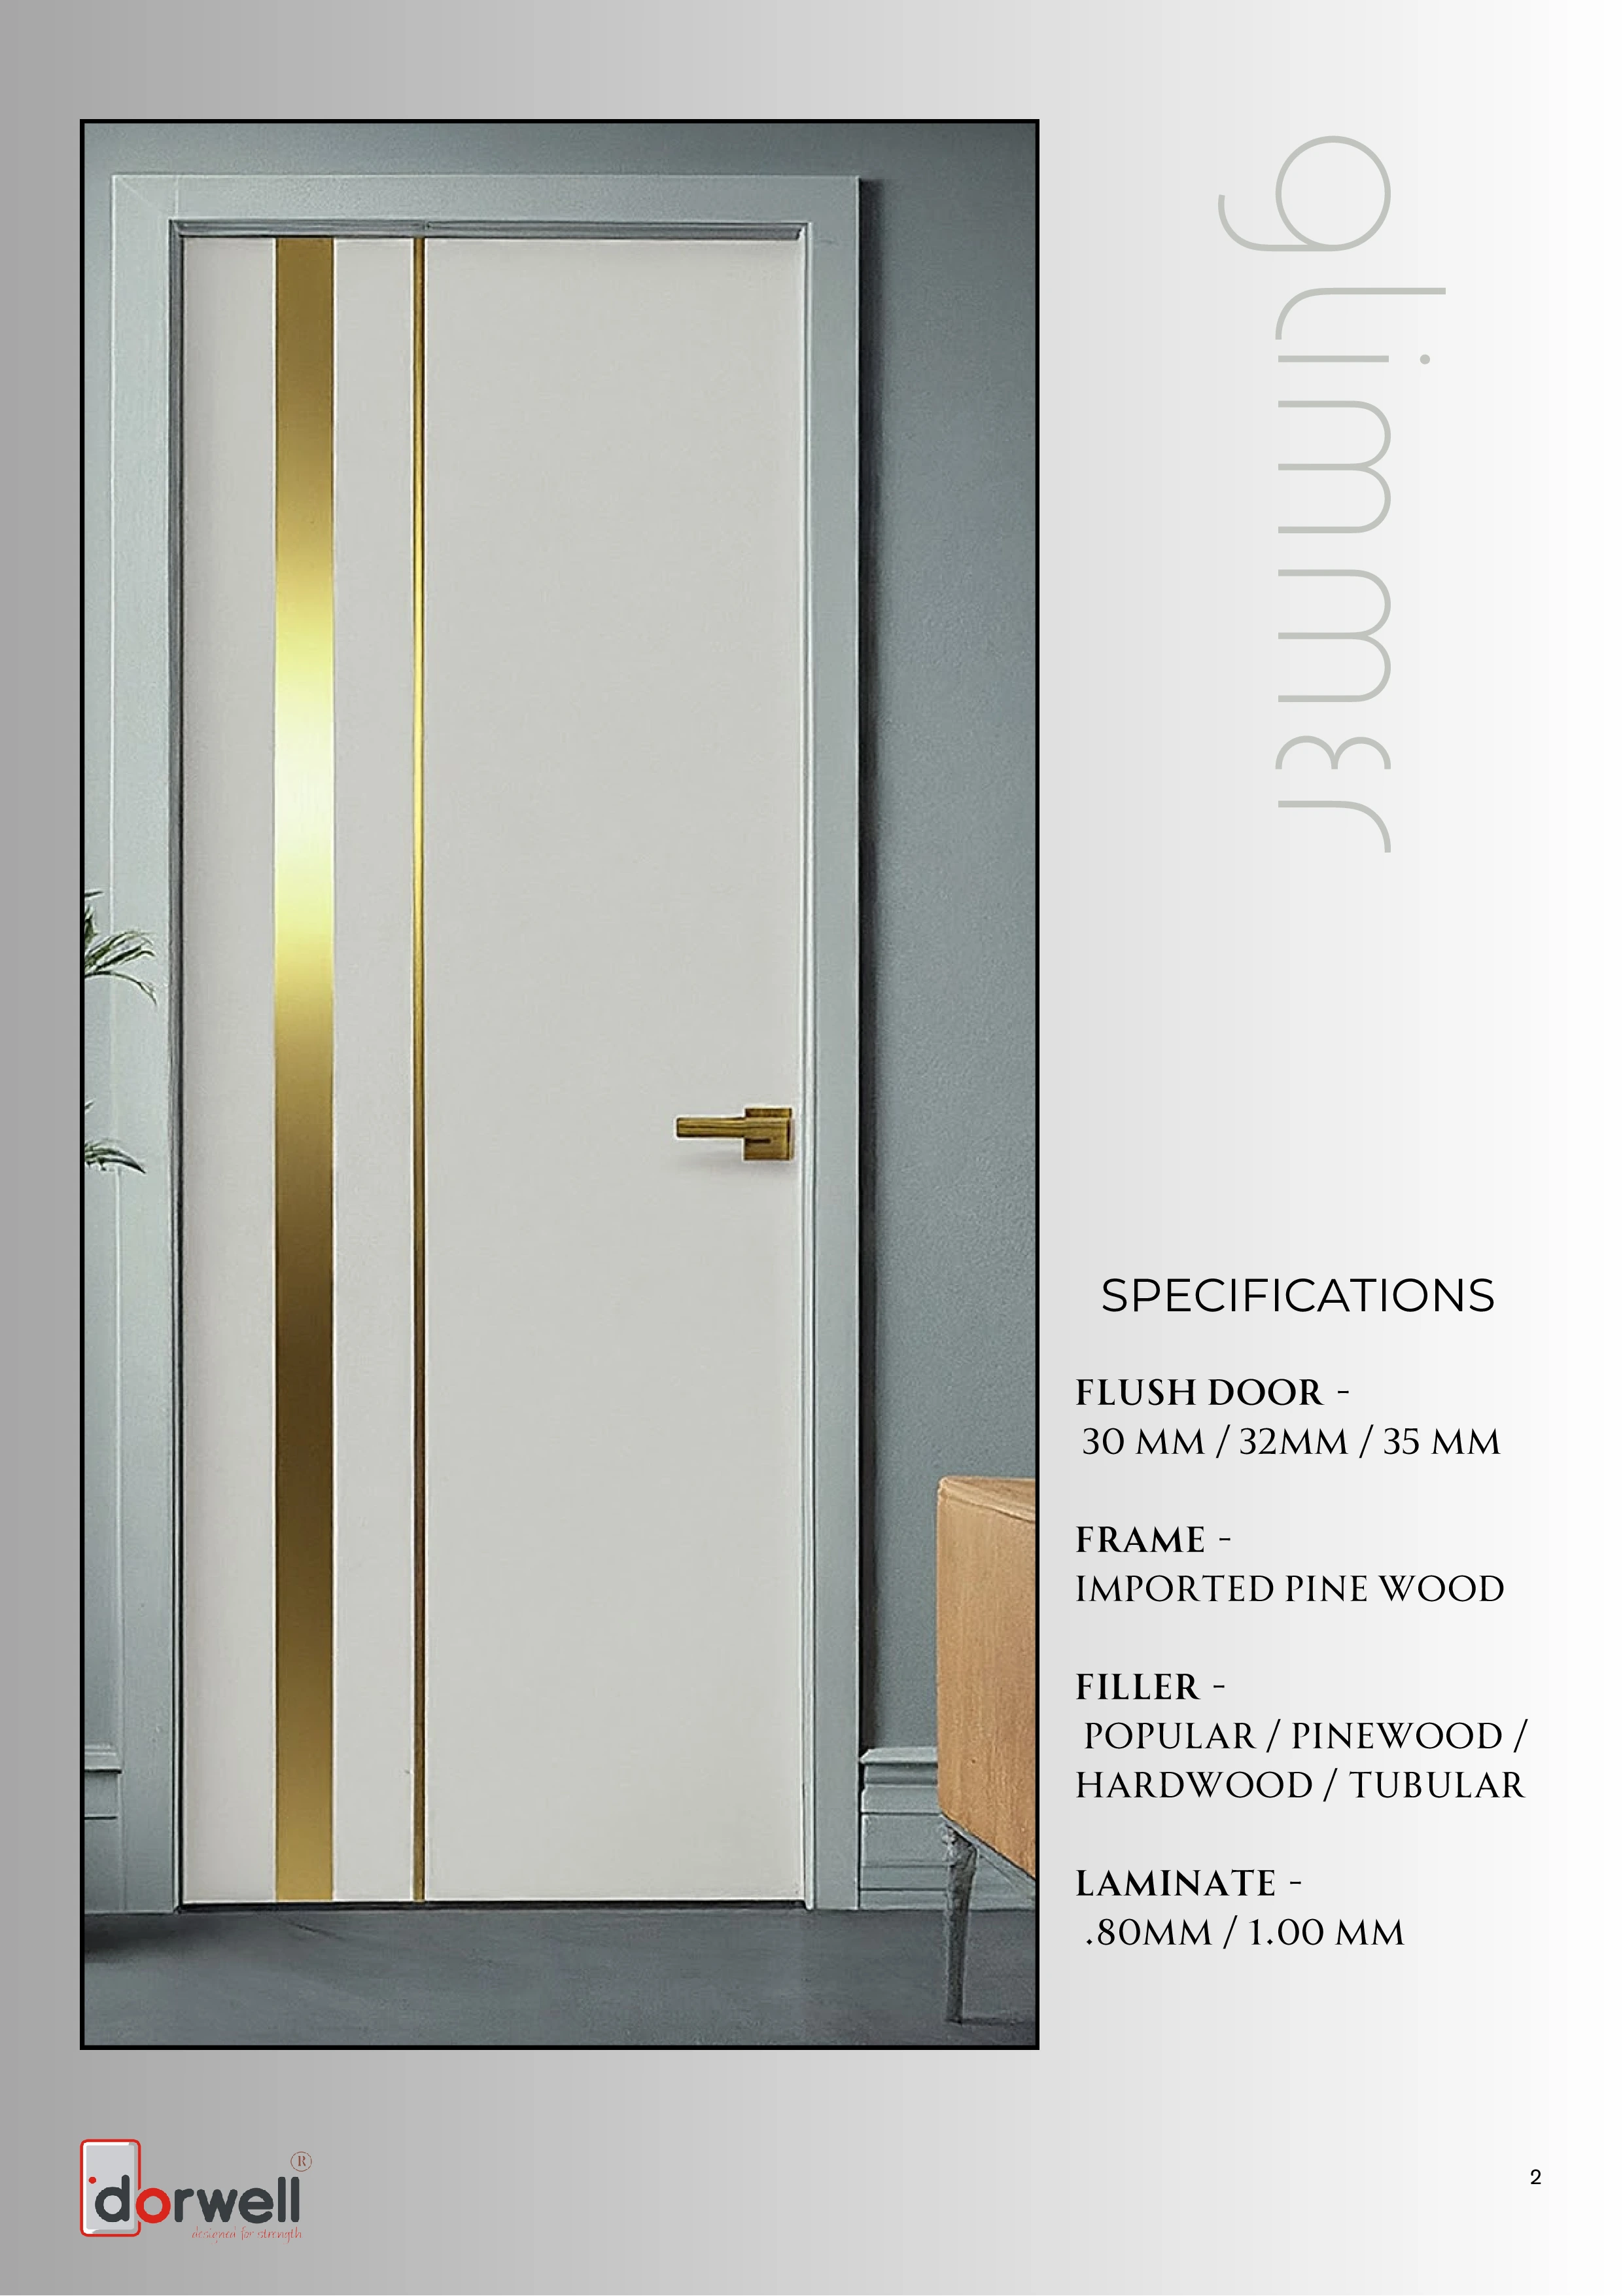 glimmer
SPECIFICATIONS
FLUSH DOOR -
30 MM / 32MM / 35 MM
FRAME -
IMPORTED PINE WOOD
FILLER -
POPULAR / PINEWOOD /
HARDWOOD / TUBULAR
LAMINATE -
.80MM / 1.00 MM
dorwell ®
designed for strength
2